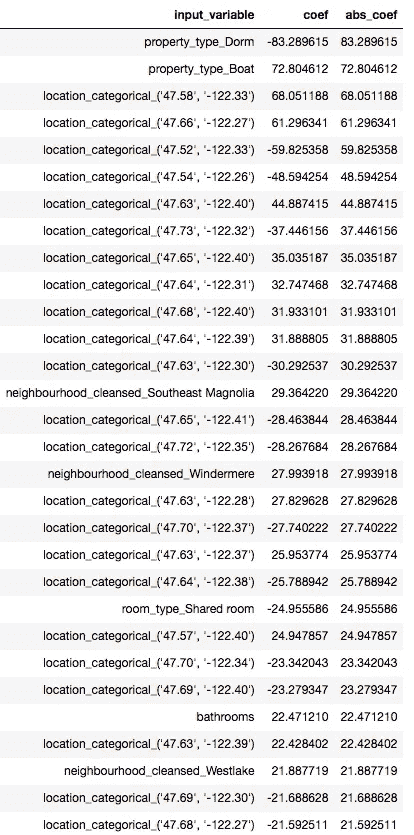 input_variable coef abs_coef
property_type_Dorm -83.289615 83.289615
property_type_Boat 72.804612 72.804612
location_categorical_('47.58', '-122.33') 68.051188 68.051188
location_categorical_('47.66', '-122.27') 61.296341 61.296341
location_categorical_('47.52', '-122.33') -59.825358 59.825358
location_categorical_('47.54', '-122.26') -48.594254 48.594254
location_categorical_('47.63', '-122.40') 44.887415 44.887415
location_categorical_('47.73', '-122.32') -37.446156 37.446156
location_categorical_('47.65', '-122.40') 35.035187 35.035187
location_categorical_('47.64', '-122.31') 32.747468 32.747468
location_categorical_('47.68', '-122.40') 31.933101 31.933101
location_categorical_('47.64', '-122.39') 31.888805 31.888805
location_categorical_('47.63', '-122.30') -30.292537 30.292537
neighbourhood_cleansed_Southeast Magnolia 29.364220 29.364220
location_categorical_('47.65', '-122.41') -28.463844 28.463844
location_categorical_('47.72', '-122.35') -28.267684 28.267684
neighbourhood_cleansed_Windermere 27.993918 27.993918
location_categorical_('47.63', '-122.28') 27.829628 27.829628
location_categorical_('47.70', '-122.37') -27.740222 27.740222
location_categorical_('47.63', '-122.37') 25.953774 25.953774
location_categorical_('47.64', '-122.38') -25.788942 25.788942
room_type_Shared room -24.955586 24.955586
location_categorical_('47.57', '-122.40') 24.947857 24.947857
location_categorical_('47.70', '-122.34') -23.342043 23.342043
location_categorical_('47.69', '-122.40') -23.279347 23.279347
bathrooms 22.471210 22.471210
location_categorical_('47.63', '-122.39') 22.428402 22.428402
neighbourhood_cleansed_Westlake 21.887719 21.887719
location_categorical_('47.69', '-122.30') -21.688628 21.688628
location_categorical_('47.68', '-122.27') -21.592511 21.592511